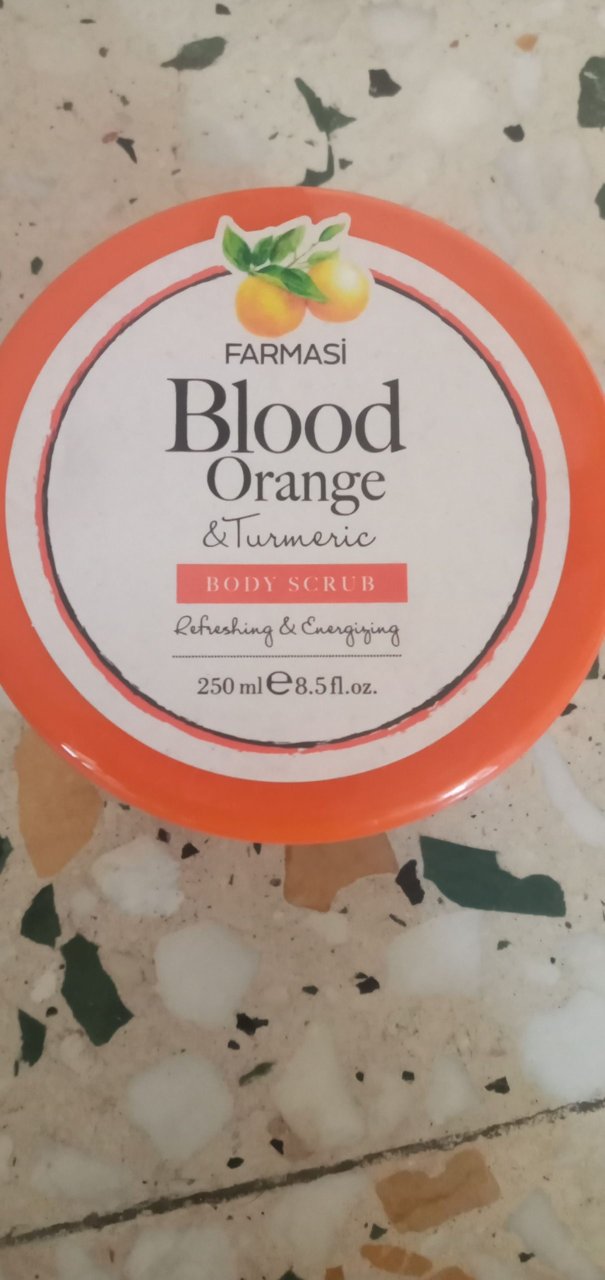 FARMASİ
Blood
Orange
& Turmeric
BODY SCRUB
Refreshing & Energizing
250 ml ℮ 8.5 fl.oz.